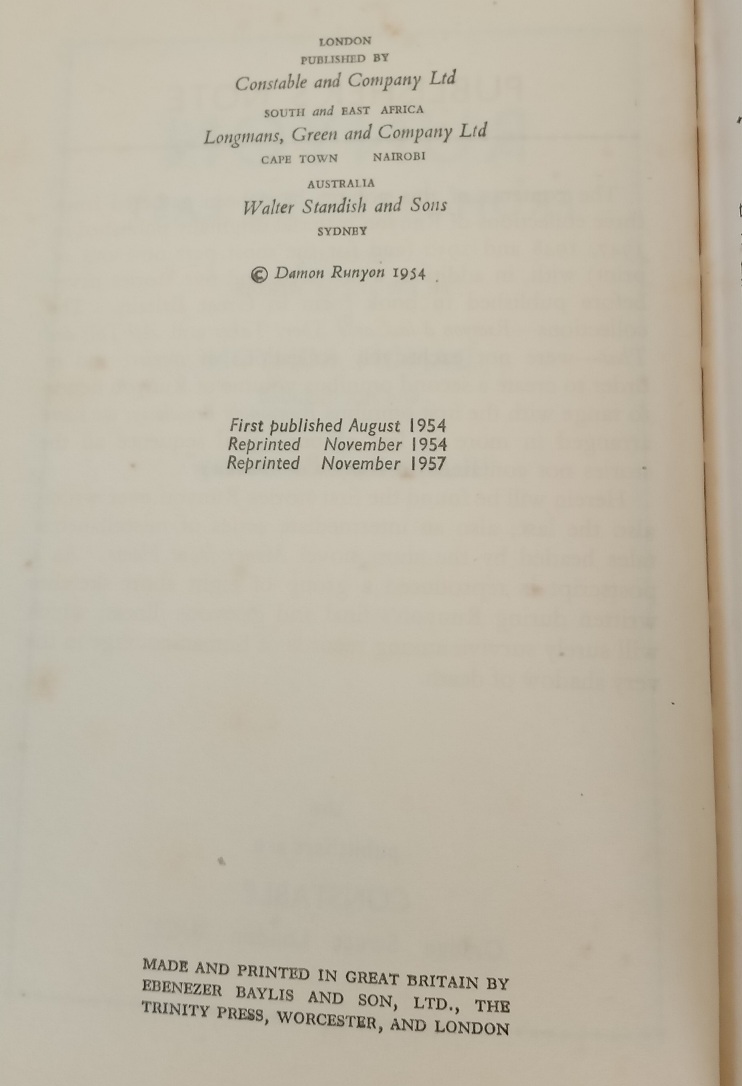 LONDON
PUBLISHED BY
Constable and Company Ltd
SOUTH and EAST AFRICA
Longmans, Green and Company Ltd
CAPE TOWN NAIROBI
AUSTRALIA
Walter Standish and Sons
SYDNEY
© Damon Runyon 1954
First published August 1954
Reprinted November 1954
Reprinted November 1957
MADE AND PRINTED IN GREAT BRITAIN BY
EBENEZER BAYLIS AND SON, LTD., THE
TRINITY PRESS, WORCESTER, AND LONDON